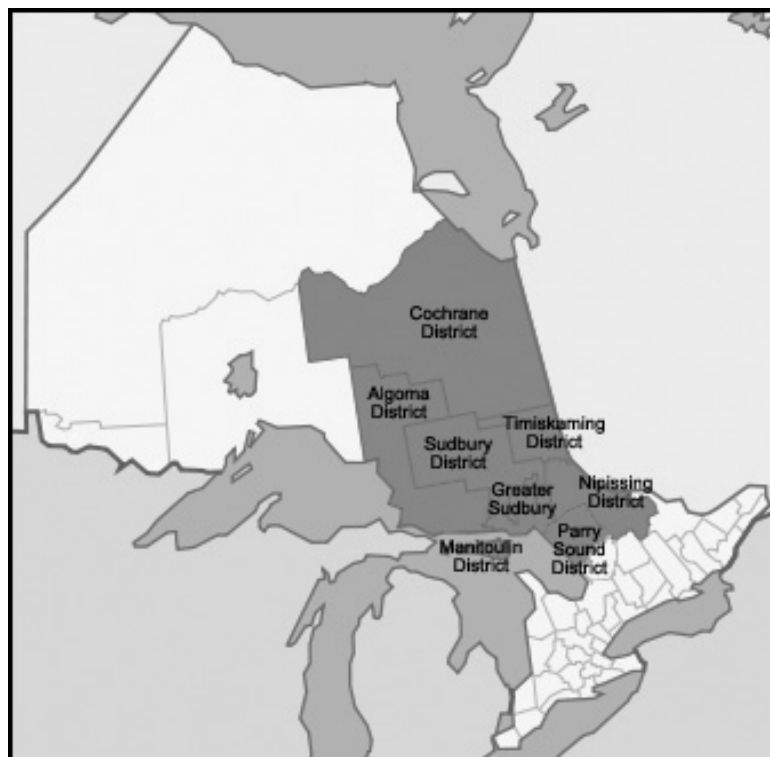 Cochrane
District
Algoma
District
Timiskaming
District
Sudbury
District
Greater
Sudbury
Nipissing
District
Parry
Sound
District
Manitoulin
District